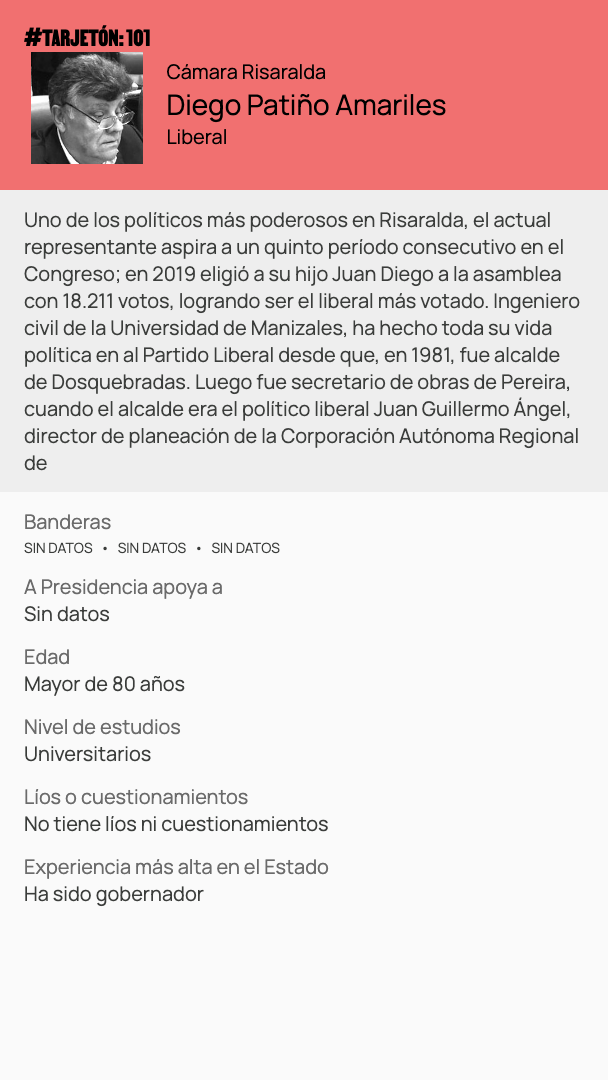 #TARJETÓN: 101
Cámara Risaralda
Diego Patiño Amariles
Liberal
Uno de los políticos más poderosos en Risaralda, el actual
representante aspira a un quinto período consecutivo en el
Congreso; en 2019 eligió a su hijo Juan Diego a la asamblea
con 18.211 votos, logrando ser el liberal más votado. Ingeniero
civil de la Universidad de Manizales, ha hecho toda su vida
política en al Partido Liberal desde que, en 1981, fue alcalde
de Dosquebradas. Luego fue secretario de obras de Pereira,
cuando el alcalde era el político liberal Juan Guillermo Ángel,
director de planeación de la Corporación Autónoma Regional
de
Banderas
SIN DATOS • SIN DATOS • SIN DATOS
A Presidencia apoya a
Sin datos
Edad
Mayor de 80 años
Nivel de estudios
Universitarios
Líos o cuestionamientos
No tiene líos ni cuestionamientos
Experiencia más alta en el Estado
Ha sido gobernador